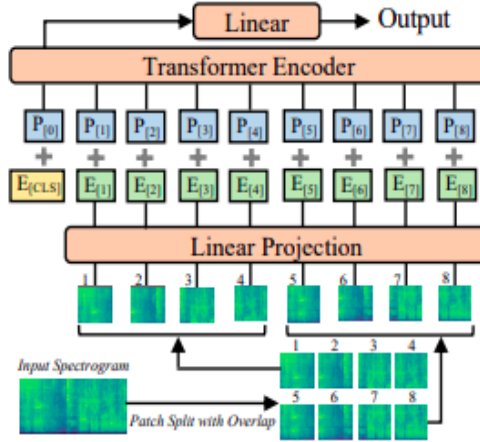 Linear Output
Transformer Encoder
P[0] P[1] P[2] P[3] P[4] P[5] P[6] P[7] P[8]
+ + + + + + + + +
E[CLS] E[1] E[2] E[3] E[4] E[5] E[6] E[7] E[8]
Linear Projection
1 2 3 4 5 6 7 8
1 2 3 4
Input Spectrogram
5 6 7 8
Patch Split with Overlap